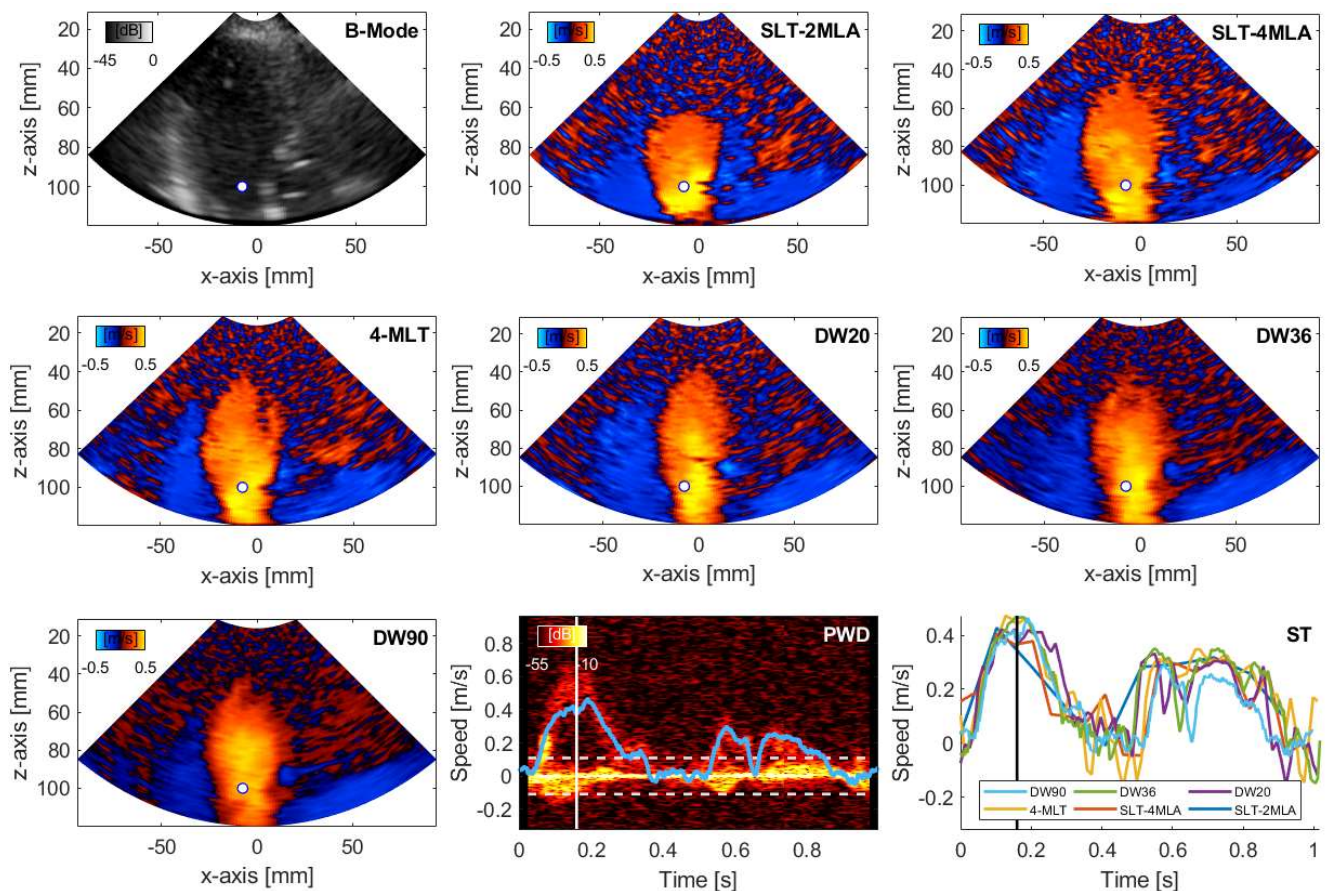 [dB]
-45 0
B-Mode
20
40
60
80
100
z-axis [mm]
-50 0 50
x-axis [mm]
[m/s]
-0.5 0.5
SLT-2MLA
20
40
60
80
100
z-axis [mm]
-50 0 50
x-axis [mm]
[m/s]
-0.5 0.5
SLT-4MLA
20
40
60
80
100
z-axis [mm]
-50 0 50
x-axis [mm]
[m/s]
-0.5 0.5
4-MLT
20
40
60
80
100
z-axis [mm]
-50 0 50
x-axis [mm]
[m/s]
-0.5 0.5
DW20
20
40
60
80
100
z-axis [mm]
-50 0 50
x-axis [mm]
[m/s]
-0.5 0.5
DW36
20
40
60
80
100
z-axis [mm]
-50 0 50
x-axis [mm]
[m/s]
-0.5 0.5
DW90
20
40
60
80
100
z-axis [mm]
-50 0 50
x-axis [mm]
[dB]
-55 -10
PWD
0.8
0.6
0.4
0.2
0
-0.2
Speed [m/s]
0 0.2 0.4 0.6 0.8
Time [s]
ST
0.4
0.2
0
-0.2
Speed [m/s]
DW90 DW36 DW20
4-MLT SLT-4MLA SLT-2MLA
0 0.2 0.4 0.6 0.8 1
Time [s]